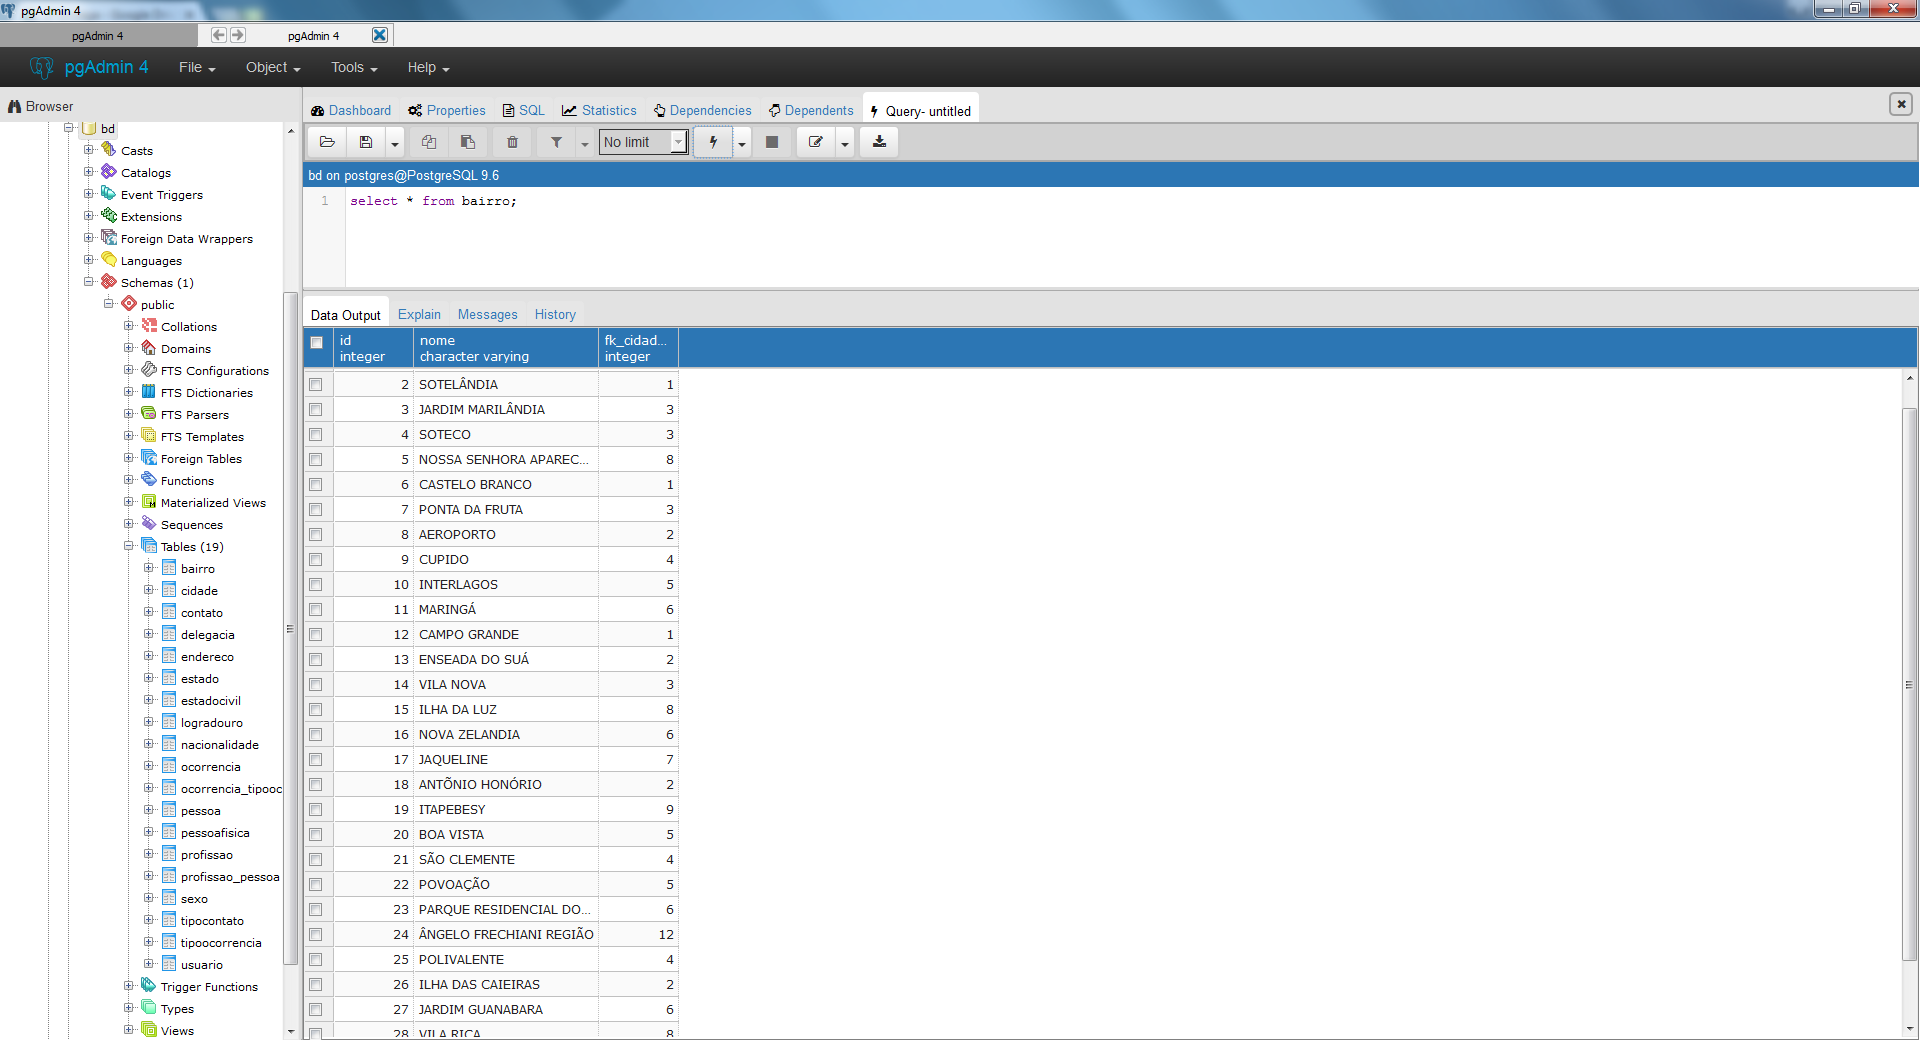 pgAdmin 4
pgAdmin 4
pgAdmin 4
pgAdmin 4 File Object Tools Help
Browser
Dashboard Properties SQL Statistics Dependencies Dependents Query- untitled
No limit
bd on postgres@PostgreSQL 9.6
1 select * from bairro;
bd
Casts
Catalogs
Event Triggers
Extensions
Foreign Data Wrappers
Languages
Schemas (1)
public
Collations
Domains
FTS Configurations
FTS Dictionaries
FTS Parsers
FTS Templates
Foreign Tables
Functions
Materialized Views
Sequences
Tables (19)
bairro
cidade
contato
delegacia
endereco
estado
estadocivil
logradouro
nacionalidade
ocorrencia
ocorrencia_tipooc
pessoa
pessoafisica
profissao
profissao_pessoa
sexo
tipocontato
tipoocorrencia
usuario
Trigger Functions
Types
Views
Data Output Explain Messages History
id nome fk_cidad...
integer character varying integer
2 SOTELÂNDIA 1
3 JARDIM MARILÂNDIA 3
4 SOTECO 3
5 NOSSA SENHORA APAREC... 8
6 CASTELO BRANCO 1
7 PONTA DA FRUTA 3
8 AEROPORTO 2
9 CUPIDO 4
10 INTERLAGOS 5
11 MARINGÁ 6
12 CAMPO GRANDE 1
13 ENSEADA DO SUÁ 2
14 VILA NOVA 3
15 ILHA DA LUZ 8
16 NOVA ZELANDIA 6
17 JAQUELINE 7
18 ANTÕNIO HONÓRIO 2
19 ITAPEBESY 9
20 BOA VISTA 5
21 SÃO CLEMENTE 4
22 POVOAÇÃO 5
23 PARQUE RESIDENCIAL DO... 6
24 ÂNGELO FRECHIANI REGIÃO 12
25 POLIVALENTE 4
26 ILHA DAS CAIEIRAS 2
27 JARDIM GUANABARA 6
28 VILA RICA 8